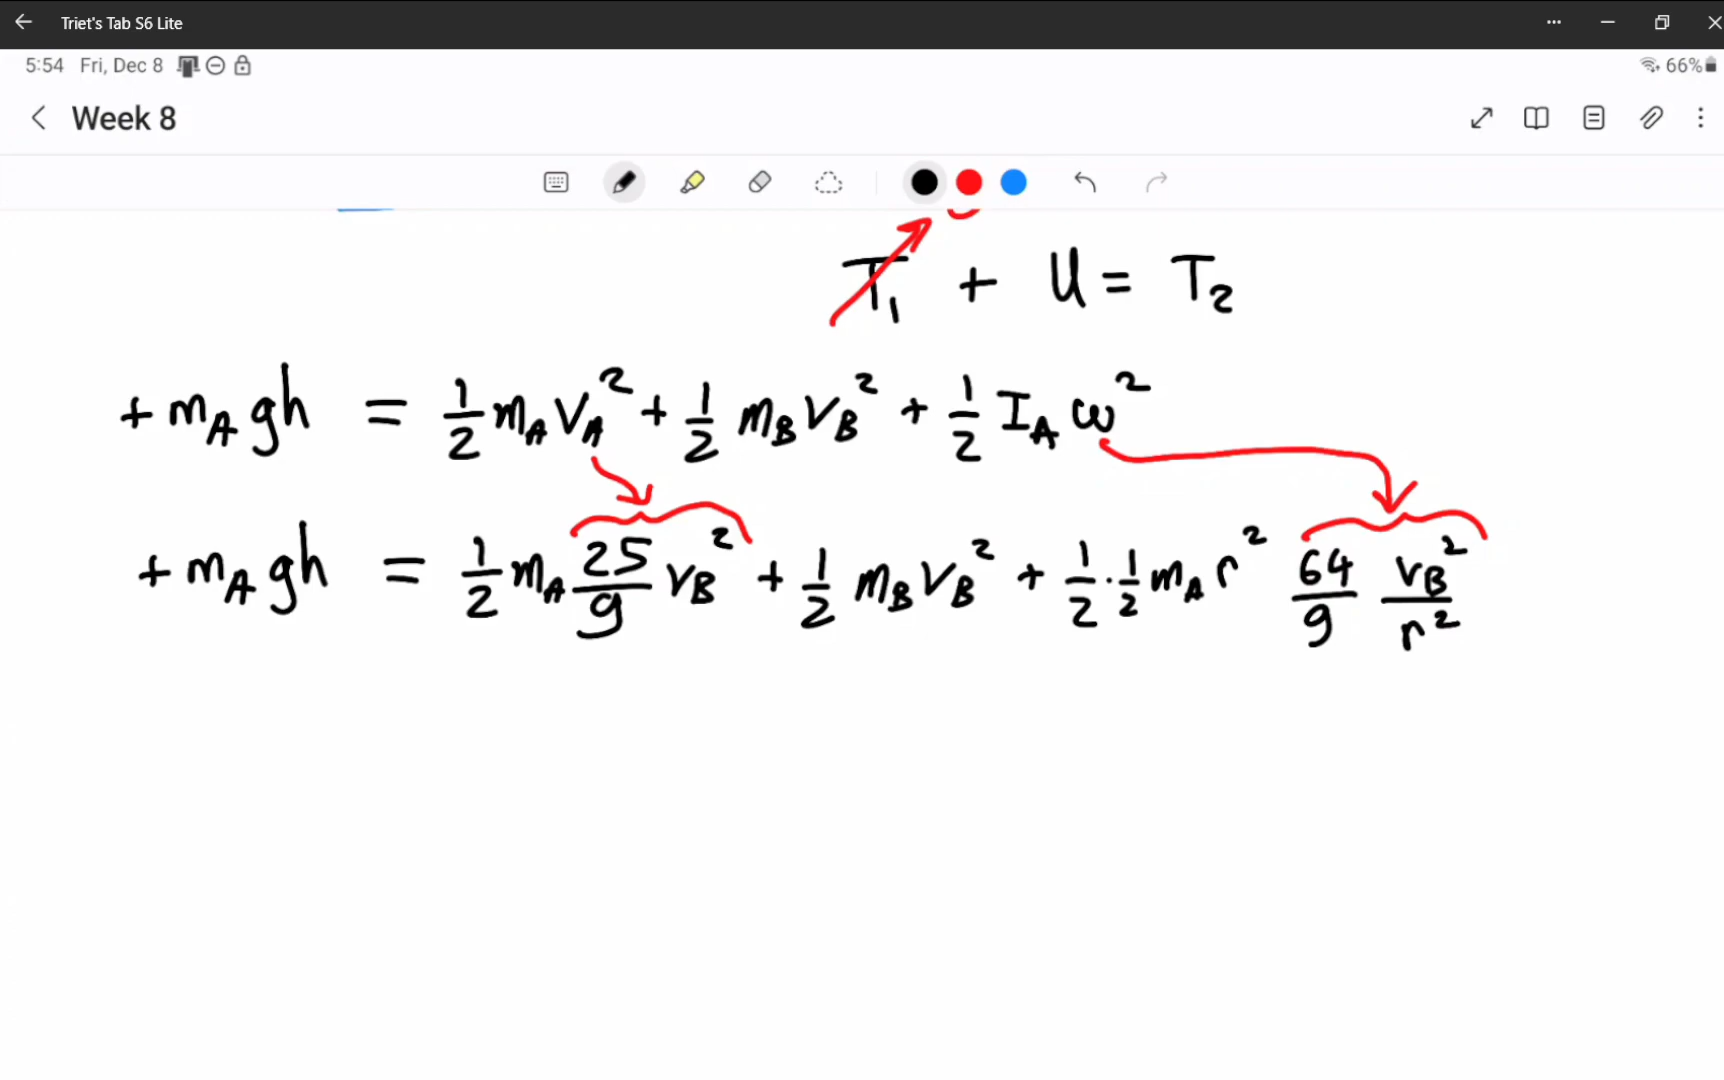 Triet's Tab S6 Lite
5:54 Fri, Dec 8 66%
Week 8
T₁ + U = T₂
+ m_A gh = 1/2 m_A V_A² + 1/2 m_B V_B² + 1/2 I_A ω²
+ m_A gh = 1/2 m_A 25/9 V_B² + 1/2 m_B V_B² + 1/2 · 1/2 m_A r² 64/9 V_B²/r²